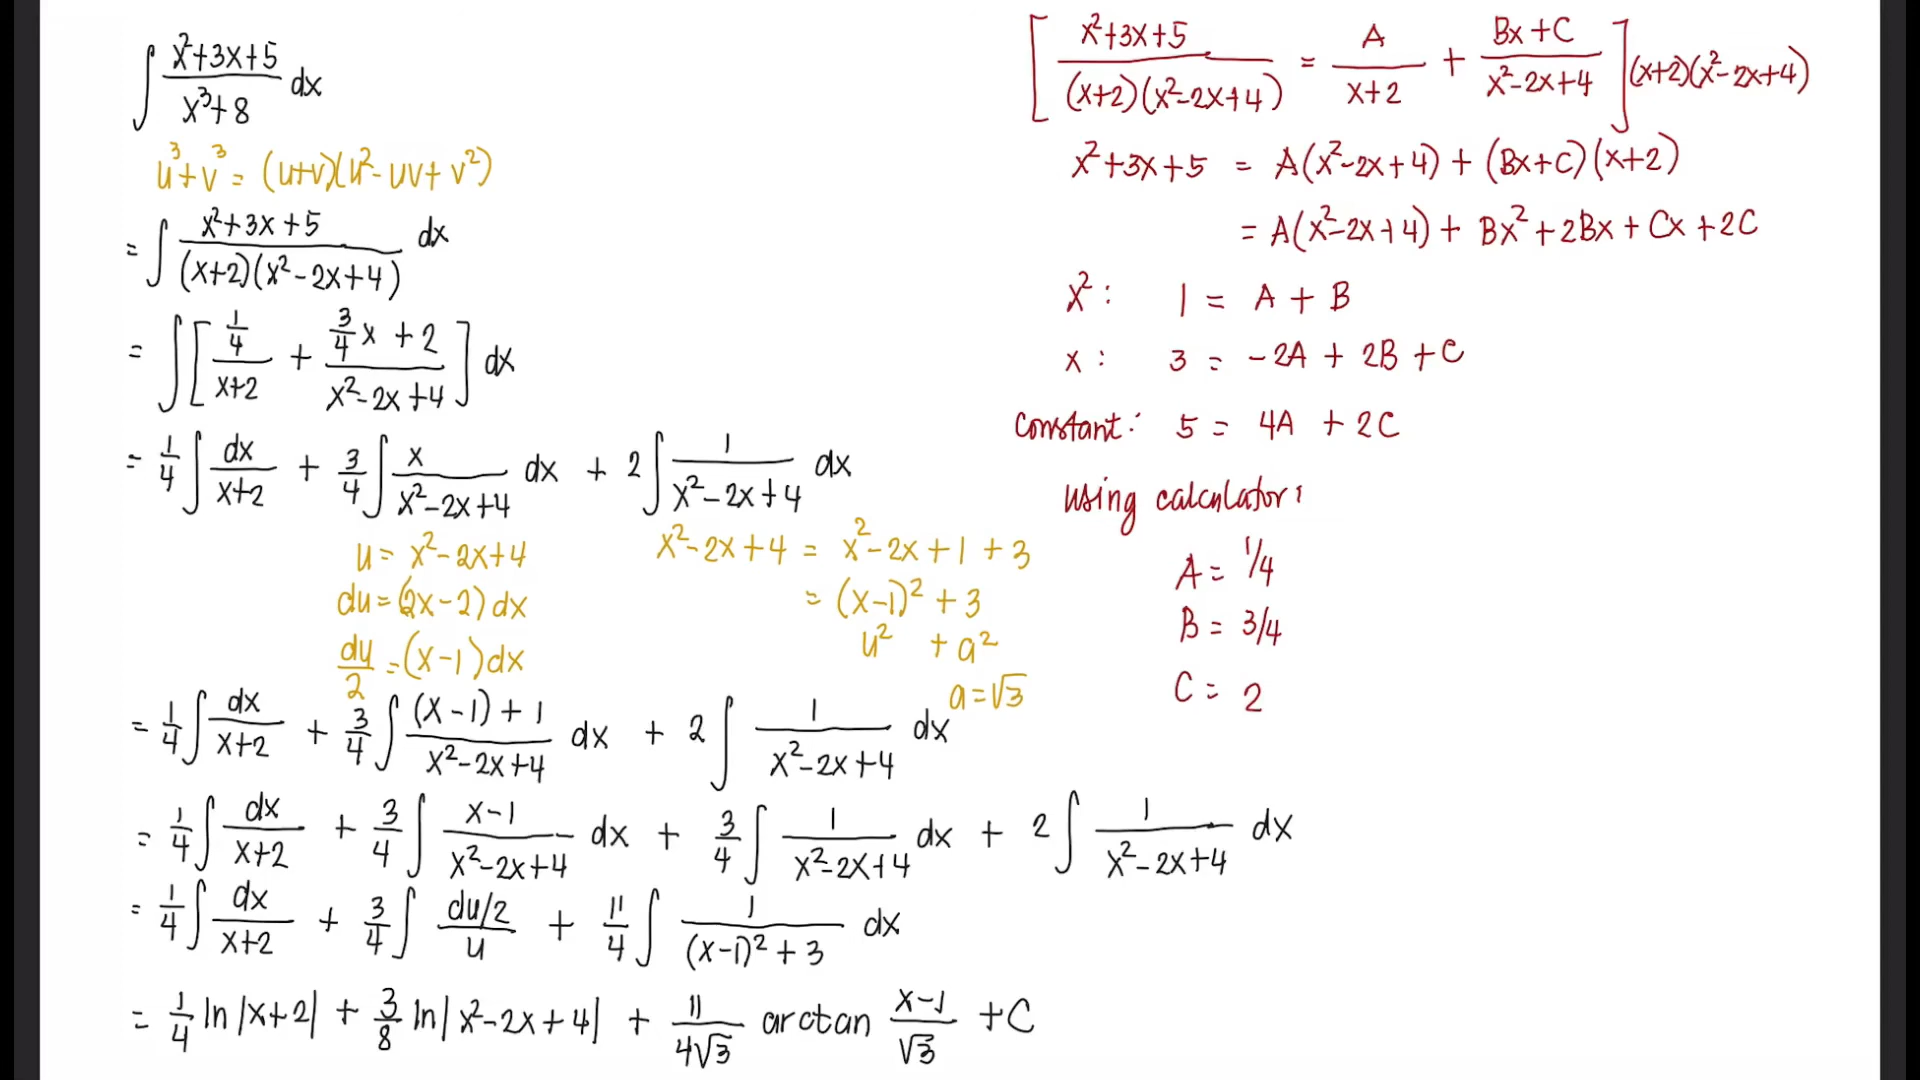 ∫ (x²+3x+5)/(x³+8) dx
u³+v³ = (u+v)(u²-uv+v²)
= ∫ (x²+3x+5)/((x+2)(x²-2x+4)) dx
= ∫ [ (1/4)/(x+2) + (3/4 x + 2)/(x²-2x+4) ] dx
= 1/4 ∫ dx/(x+2) + 3/4 ∫ x/(x²-2x+4) dx + 2 ∫ 1/(x²-2x+4) dx
u = x²-2x+4
du = (2x-2) dx
du/2 = (x-1) dx
x²-2x+4 = x²-2x+1+3
= (x-1)²+3
u² + a²
a = √3
= 1/4 ∫ dx/(x+2) + 3/4 ∫ ((x-1)+1)/(x²-2x+4) dx + 2 ∫ 1/(x²-2x+4) dx
= 1/4 ∫ dx/(x+2) + 3/4 ∫ (x-1)/(x²-2x+4) dx + 3/4 ∫ 1/(x²-2x+4) dx + 2 ∫ 1/(x²-2x+4) dx
= 1/4 ∫ dx/(x+2) + 3/4 ∫ (du/2)/u + 11/4 ∫ 1/((x-1)²+3) dx
= 1/4 ln|x+2| + 3/8 ln|x²-2x+4| + 11/(4√3) arctan (x-1)/√3 + C
[ (x²+3x+5)/((x+2)(x²-2x+4)) = A/(x+2) + (Bx+C)/(x²-2x+4) ] (x+2)(x²-2x+4)
x²+3x+5 = A(x²-2x+4) + (Bx+C)(x+2)
= A(x²-2x+4) + Bx²+2Bx+Cx+2C
x²: 1 = A + B
x: 3 = -2A + 2B + C
constant: 5 = 4A + 2C
using calculator:
A = 1/4
B = 3/4
C = 2